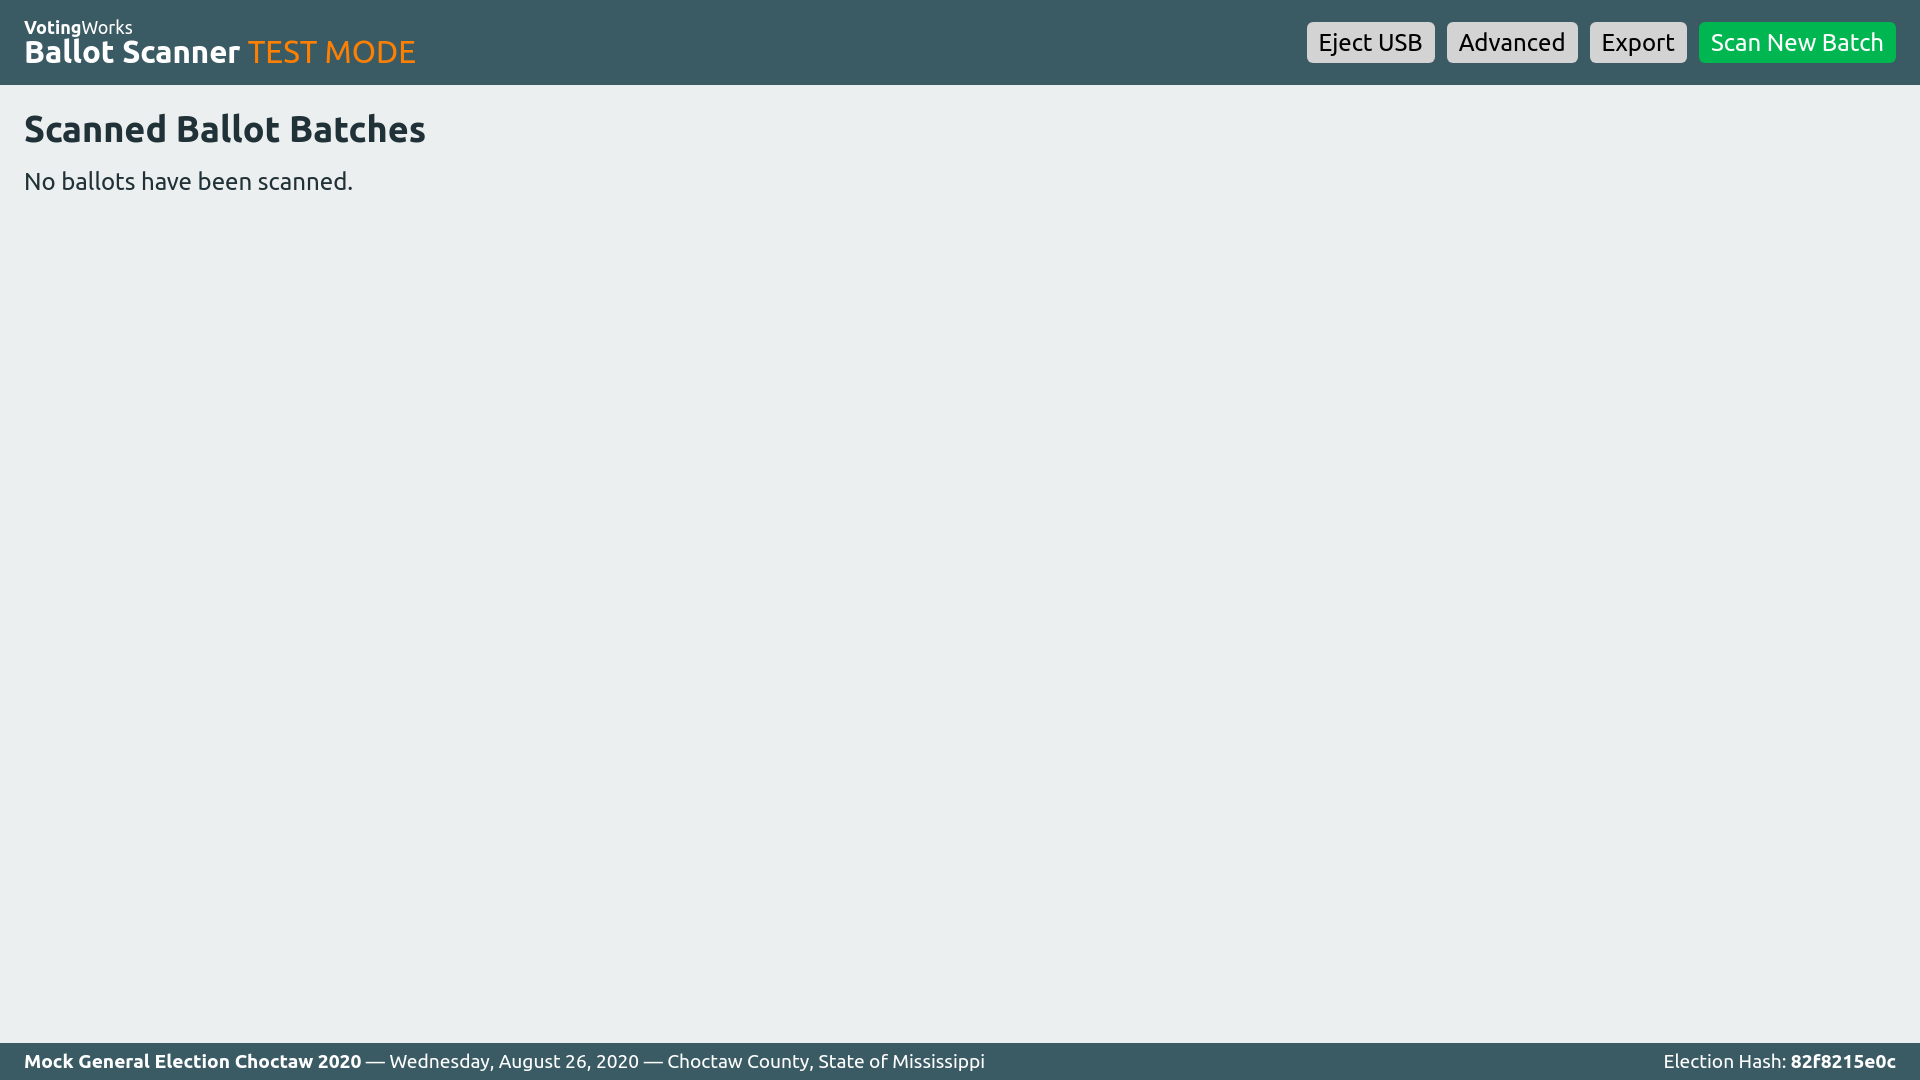 VotingWorks
Ballot Scanner TEST MODE
Eject USB
Advanced
Export
Scan New Batch
Scanned Ballot Batches
No ballots have been scanned.
Mock General Election Choctaw 2020 — Wednesday, August 26, 2020 — Choctaw County, State of Mississippi
Election Hash: 82f8215e0c